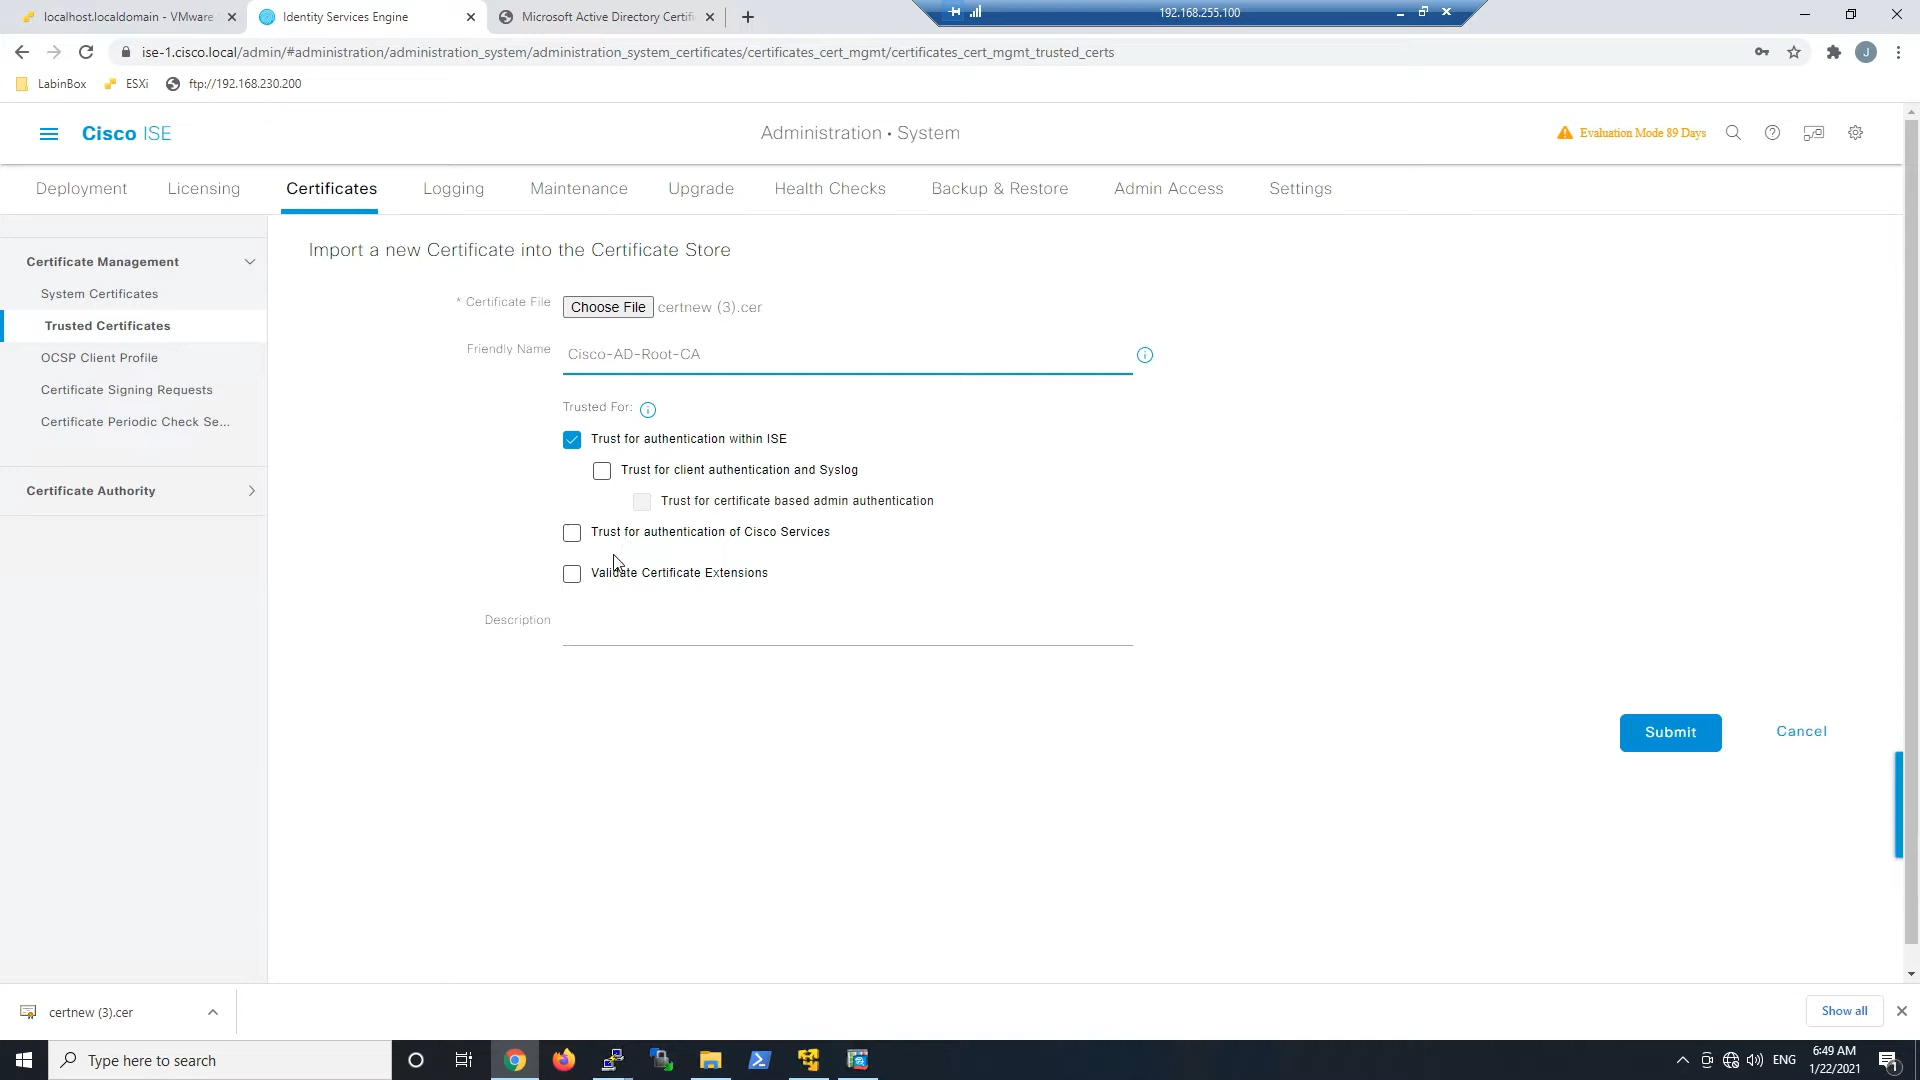 localhost.localdomain - VMware
Identity Services Engine
Microsoft Active Directory Certifi
192.168.255.100
ise-1.cisco.local/admin/#administration/administration_system/administration_system_certificates/certificates_cert_mgmt/certificates_cert_mgmt_trusted_certs
J
LabinBox
ESXi
ftp://192.168.230.200
Cisco ISE
Administration • System
Evaluation Mode 89 Days
Deployment
Licensing
Certificates
Logging
Maintenance
Upgrade
Health Checks
Backup & Restore
Admin Access
Settings
Certificate Management
System Certificates
Trusted Certificates
OCSP Client Profile
Certificate Signing Requests
Certificate Periodic Check Se...
Certificate Authority
Import a new Certificate into the Certificate Store
* Certificate File
Choose File certnew (3).cer
Friendly Name
Cisco-AD-Root-CA
Trusted For:
Trust for authentication within ISE
Trust for client authentication and Syslog
Trust for certificate based admin authentication
Trust for authentication of Cisco Services
Validate Certificate Extensions
Description
Submit
Cancel
certnew (3).cer
Show all
Type here to search
ENG
6:49 AM
1/22/2021
1